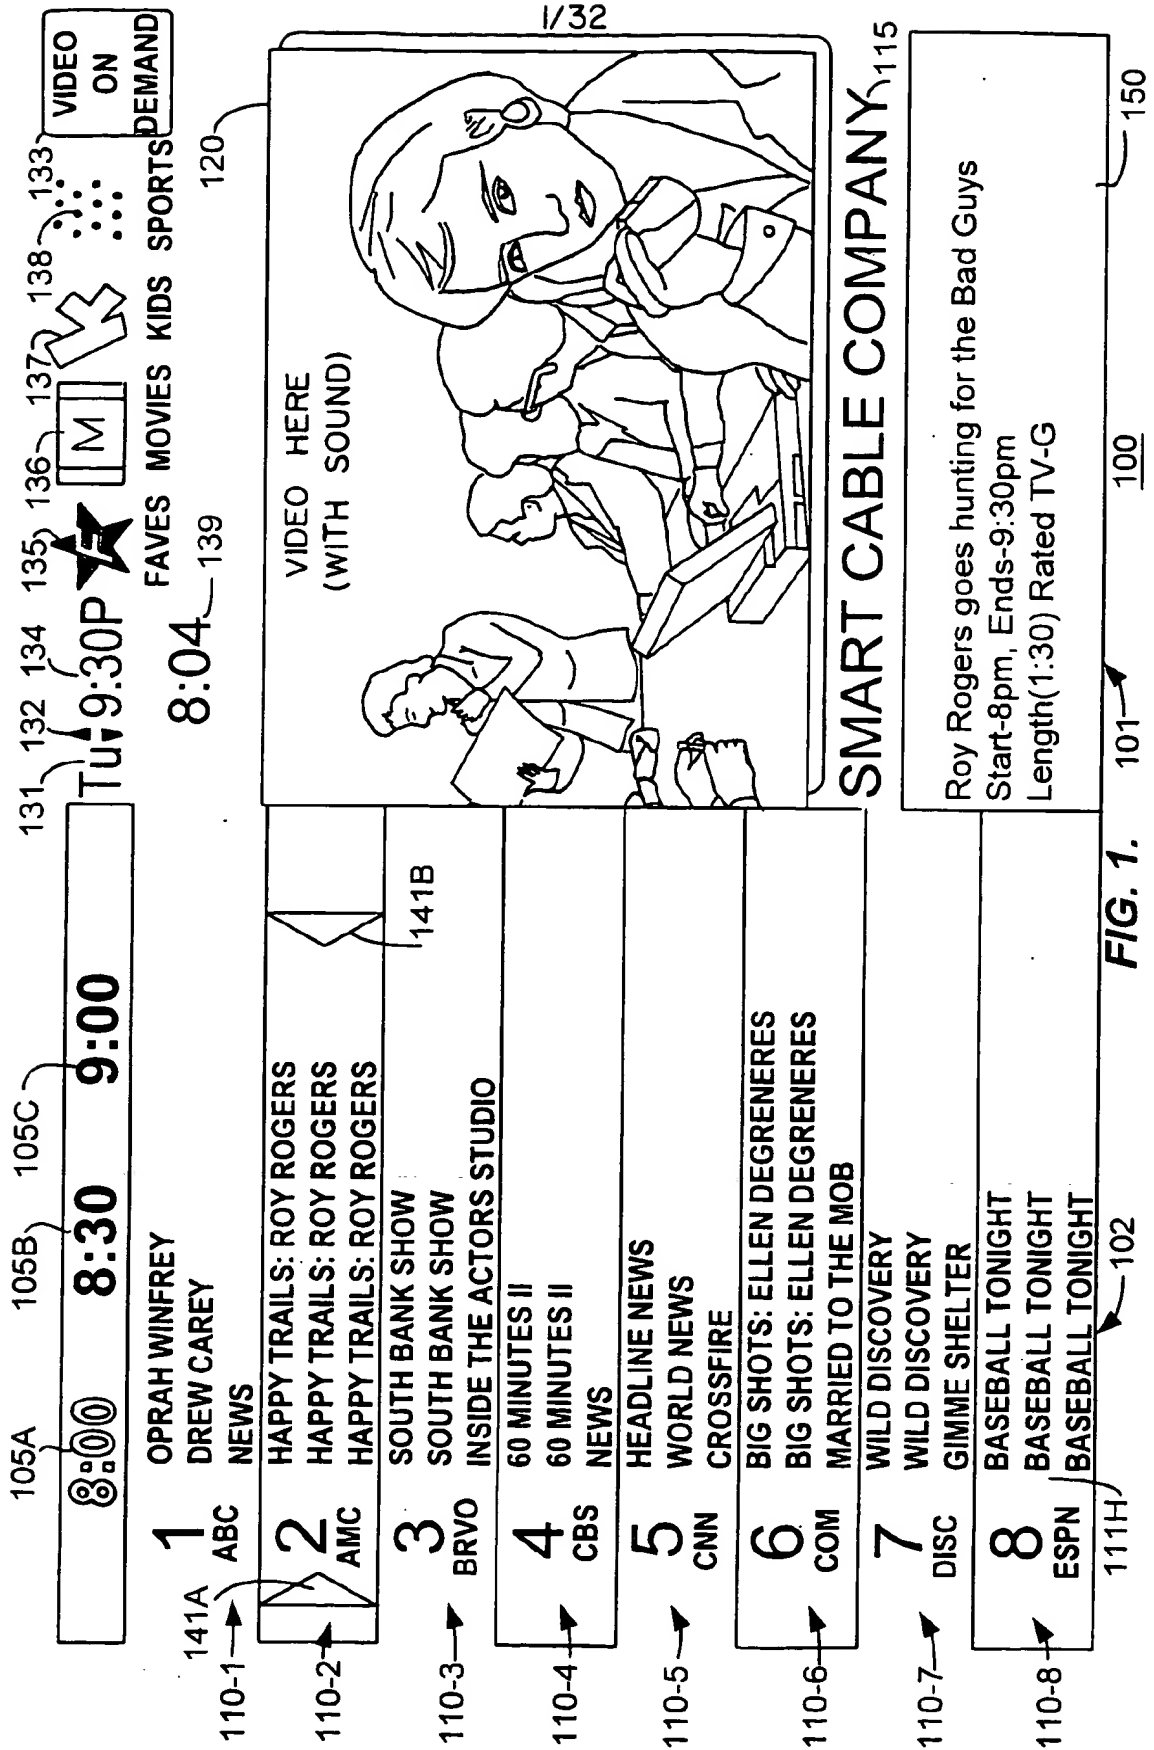 1/32
105A
105B
105C
131
132
134
135
136
137
138
133
8:00 8:30 9:00
Tu 9:30P
F
M
VIDEO
ON
DEMAND
FAVES MOVIES KIDS SPORTS
8:04
139
120
141A
110-1
1
ABC
OPRAH WINFREY
DREW CAREY
NEWS
110-2
2
AMC
HAPPY TRAILS: ROY ROGERS
HAPPY TRAILS: ROY ROGERS
HAPPY TRAILS: ROY ROGERS
141B
110-3
3
BRVO
SOUTH BANK SHOW
SOUTH BANK SHOW
INSIDE THE ACTORS STUDIO
110-4
4
CBS
60 MINUTES II
60 MINUTES II
NEWS
110-5
5
CNN
HEADLINE NEWS
WORLD NEWS
CROSSFIRE
110-6
6
COM
BIG SHOTS: ELLEN DEGRENERES
BIG SHOTS: ELLEN DEGRENERES
MARRIED TO THE MOB
110-7
7
DISC
WILD DISCOVERY
WILD DISCOVERY
GIMME SHELTER
110-8
8
ESPN
BASEBALL TONIGHT
BASEBALL TONIGHT
BASEBALL TONIGHT
111H
102
VIDEO HERE
(WITH SOUND)
SMART CABLE COMPANY
115
Roy Rogers goes hunting for the Bad Guys
Start-8pm, Ends-9:30pm
Length(1:30) Rated TV-G
150
101
100
FIG. 1.